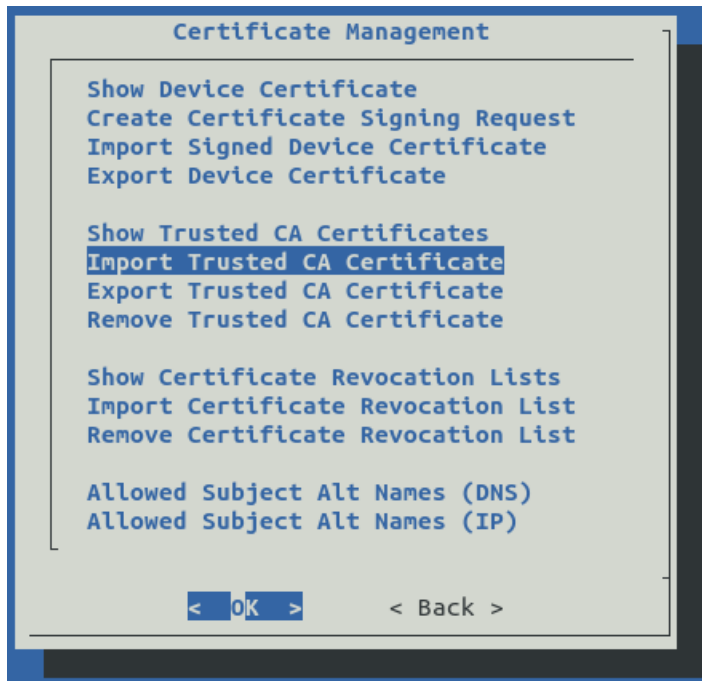 Certificate Management
Show Device Certificate
Create Certificate Signing Request
Import Signed Device Certificate
Export Device Certificate
Show Trusted CA Certificates
Import Trusted CA Certificate
Export Trusted CA Certificate
Remove Trusted CA Certificate
Show Certificate Revocation Lists
Import Certificate Revocation List
Remove Certificate Revocation List
Allowed Subject Alt Names (DNS)
Allowed Subject Alt Names (IP)
< OK > < Back >